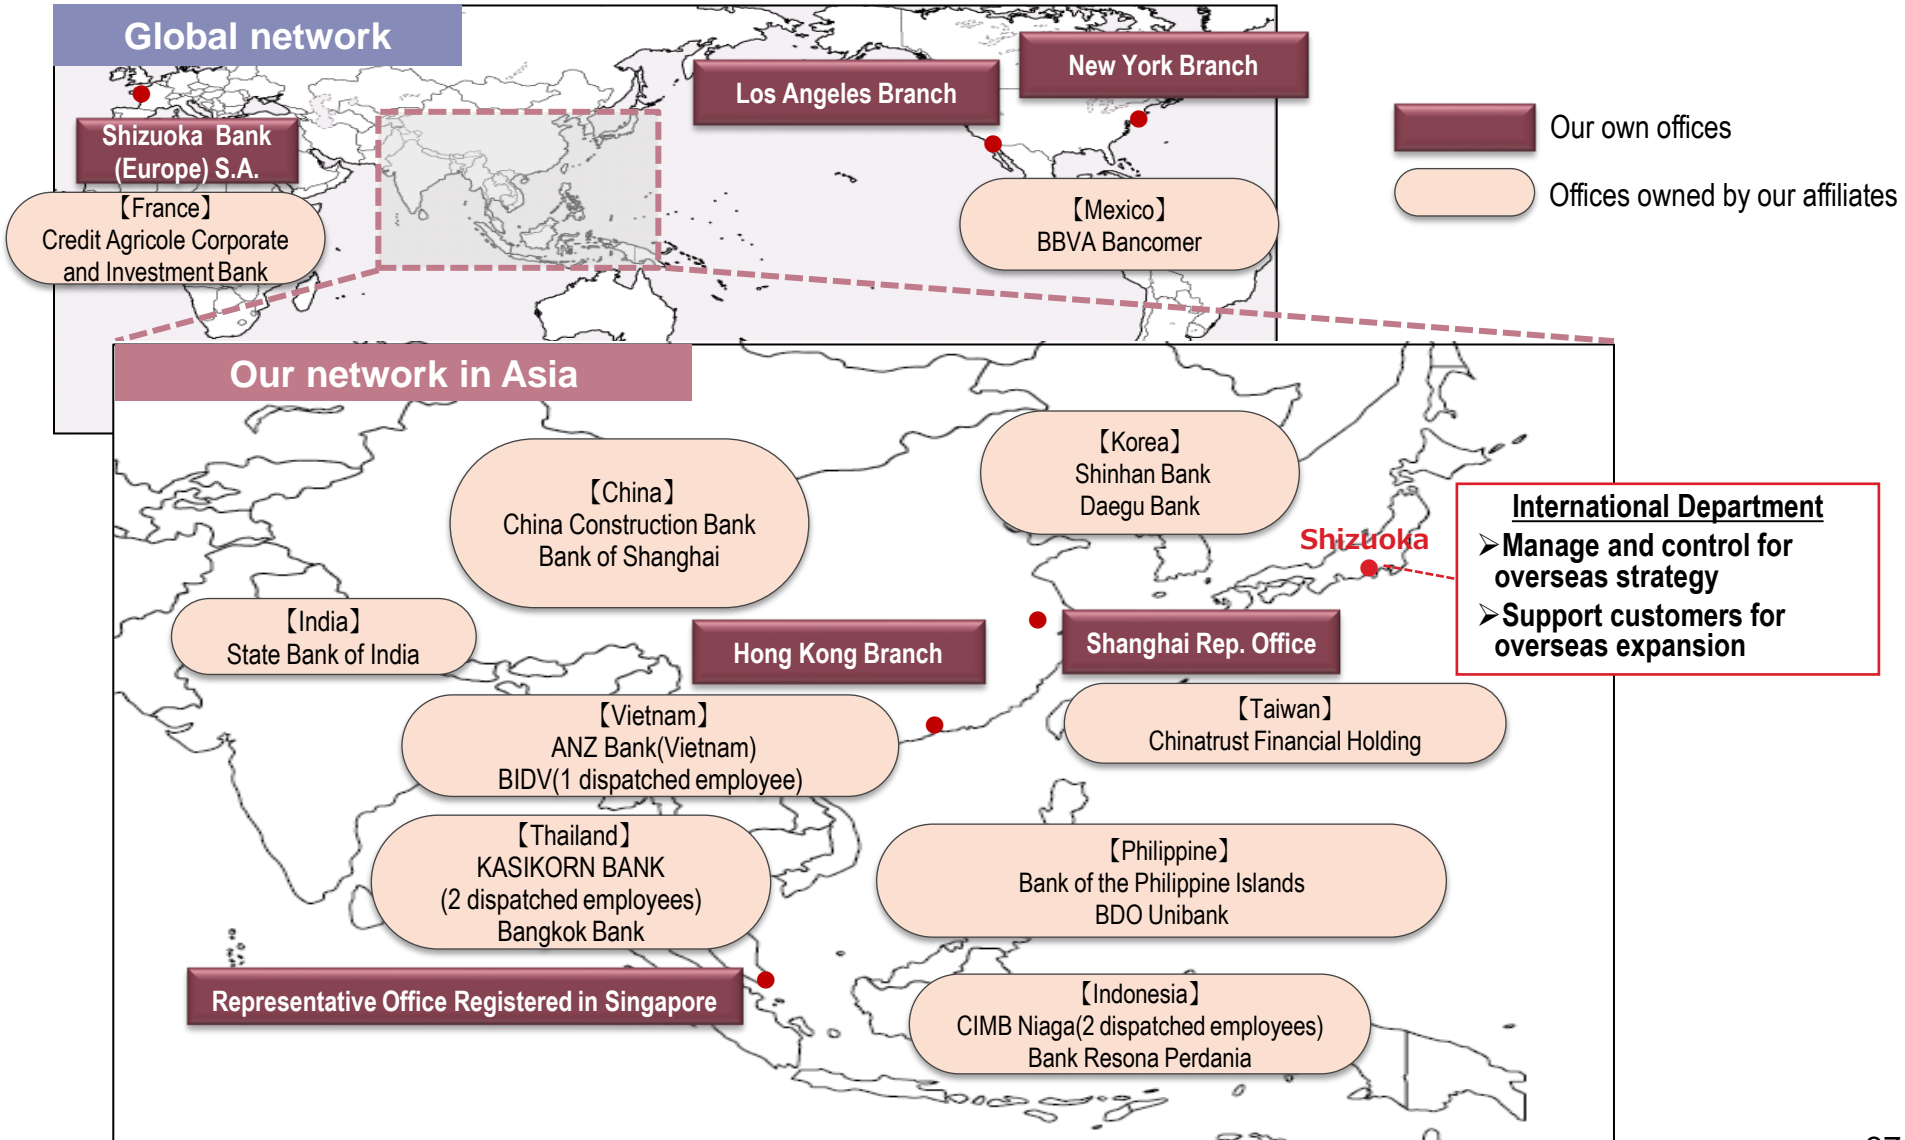 Global network
Los Angeles Branch
New York Branch
Shizuoka Bank
(Europe) S.A.
【France】
Credit Agricole Corporate
and Investment Bank
【Mexico】
BBVA Bancomer
Our own offices
Offices owned by our affiliates
Our network in Asia
【China】
China Construction Bank
Bank of Shanghai
【Korea】
Shinhan Bank
Daegu Bank
Shizuoka
International Department
➢Manage and control for
overseas strategy
➢Support customers for
overseas expansion
【India】
State Bank of India
Hong Kong Branch
Shanghai Rep. Office
【Vietnam】
ANZ Bank(Vietnam)
BIDV(1 dispatched employee)
【Taiwan】
Chinatrust Financial Holding
【Thailand】
KASIKORN BANK
(2 dispatched employees)
Bangkok Bank
【Philippine】
Bank of the Philippine Islands
BDO Unibank
Representative Office Registered in Singapore
【Indonesia】
CIMB Niaga(2 dispatched employees)
Bank Resona Perdania